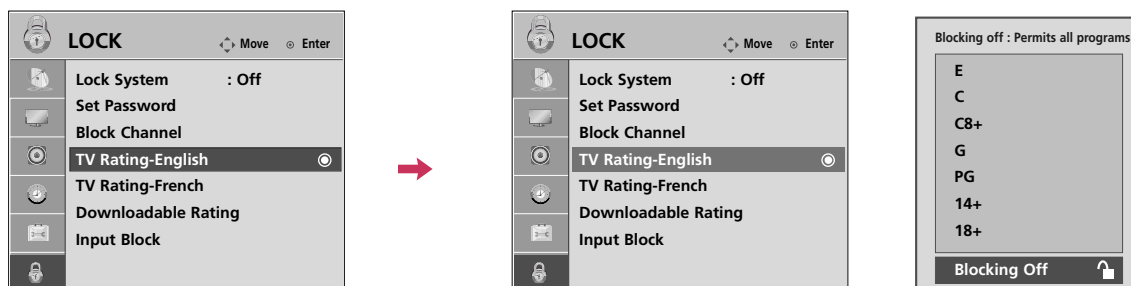 LOCK Move Enter
Lock System : Off
Set Password
Block Channel
TV Rating-English
TV Rating-French
Downloadable Rating
Input Block
LOCK Move Enter
Lock System : Off
Set Password
Block Channel
TV Rating-English
TV Rating-French
Downloadable Rating
Input Block
Blocking off : Permits all programs
E
C
C8+
G
PG
14+
18+
Blocking Off